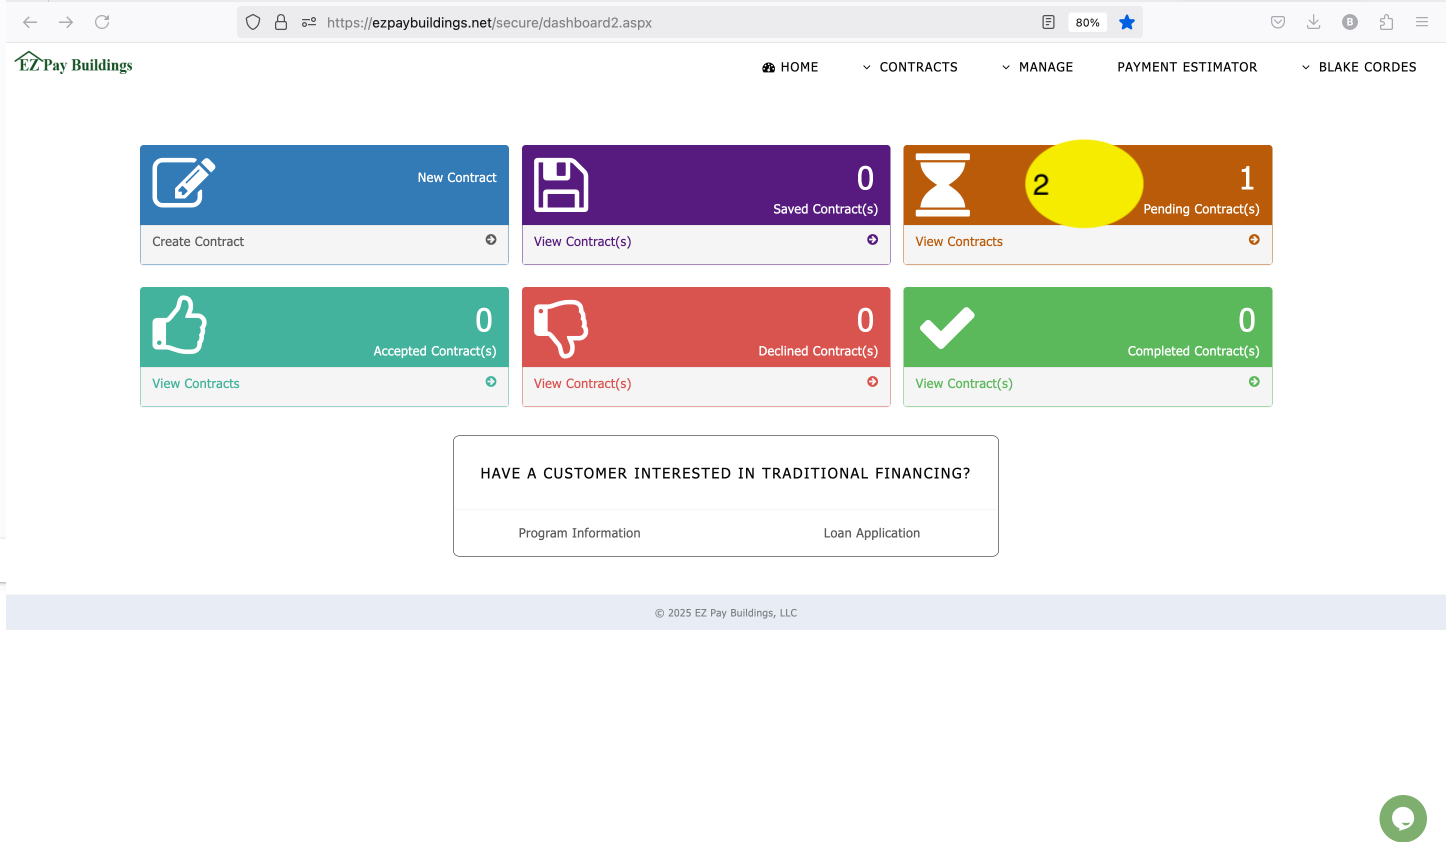 https://ezpaybuildings.net/secure/dashboard2.aspx
80%
B
EZ Pay Buildings
HOME
CONTRACTS
MANAGE
PAYMENT ESTIMATOR
BLAKE CORDES
New Contract
Create Contract
0
Saved Contract(s)
View Contract(s)
2
1
Pending Contract(s)
View Contracts
0
Accepted Contract(s)
View Contracts
0
Declined Contract(s)
View Contract(s)
0
Completed Contract(s)
View Contract(s)
HAVE A CUSTOMER INTERESTED IN TRADITIONAL FINANCING?
Program Information
Loan Application
© 2025 EZ Pay Buildings, LLC